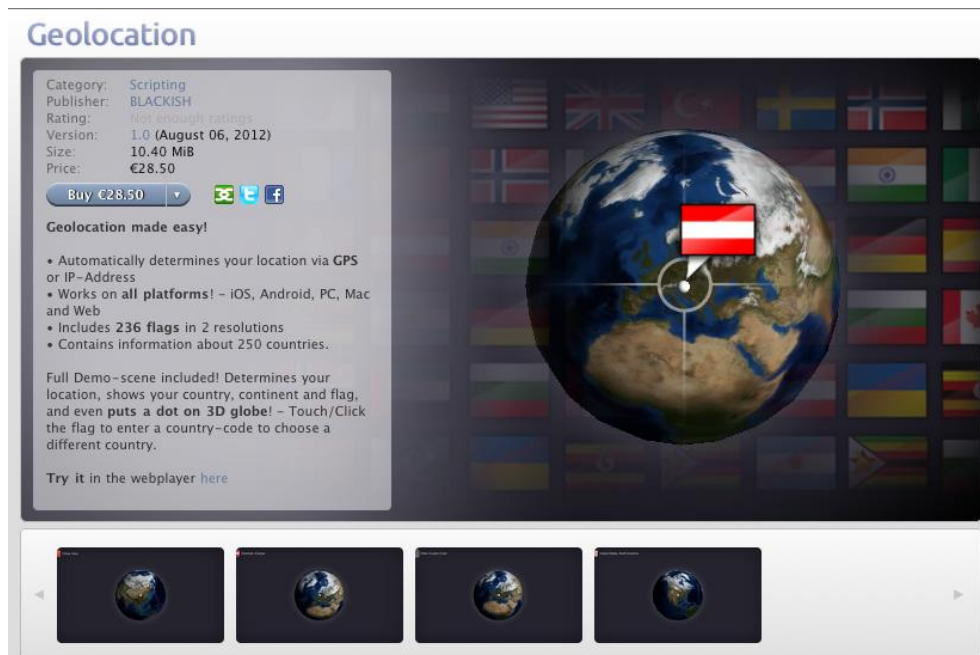 Geolocation
Category: Scripting
Publisher: BLACKISH
Rating: Not enough ratings
Version: 1.0 (August 06, 2012)
Size: 10.40 MiB
Price: €28.50
Buy €28.50
Geolocation made easy!
• Automatically determines your location via GPS
or IP-Address
• Works on all platforms! - iOS, Android, PC, Mac
and Web
• Includes 236 flags in 2 resolutions
• Contains information about 250 countries.
Full Demo-scene included! Determines your
location, shows your country, continent and flag,
and even puts a dot on 3D globe! - Touch/Click
the flag to enter a country-code to choose a
different country.
Try it in the webplayer here